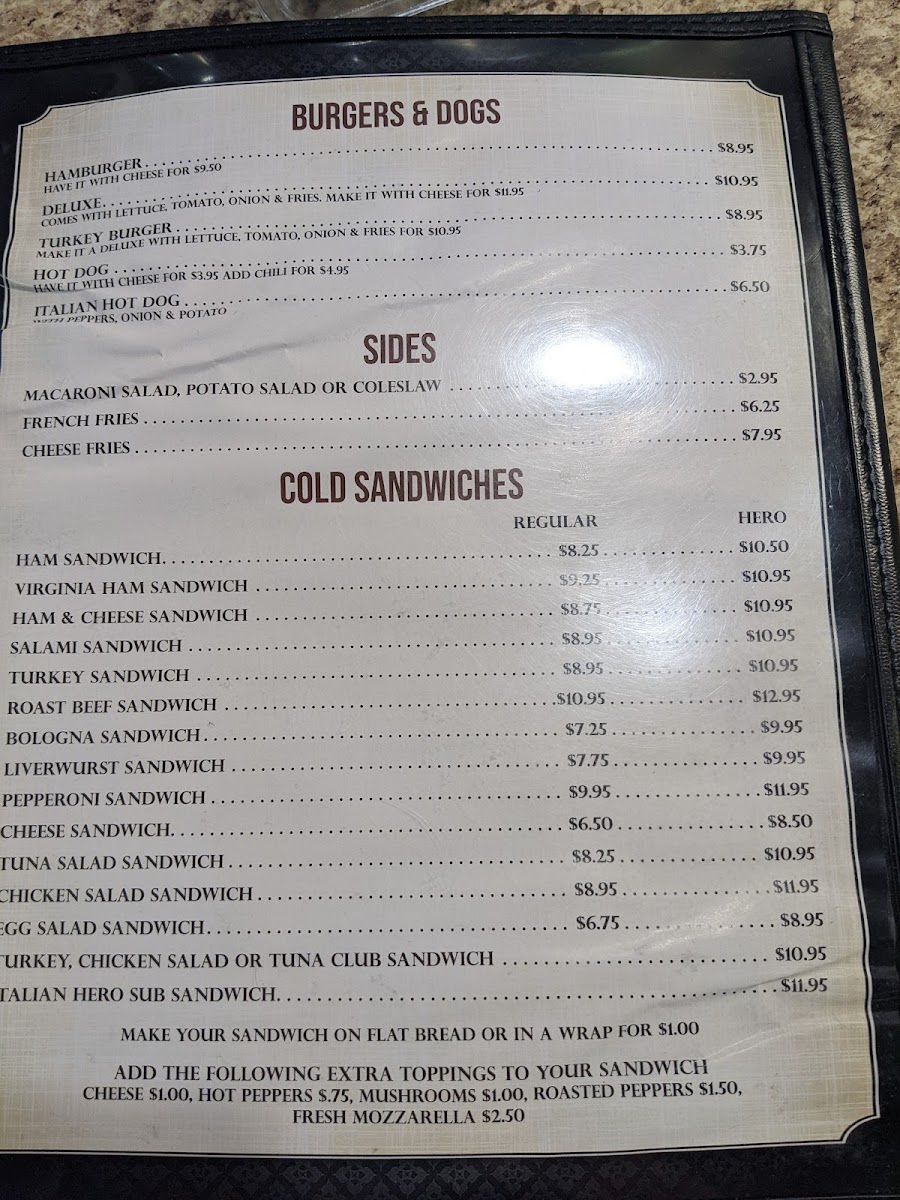 BURGERS & DOGS
HAMBURGER........$8.95
HAVE IT WITH CHEESE FOR $9.50
DELUXE........$10.95
COMES WITH LETTUCE, TOMATO, ONION & FRIES. MAKE IT WITH CHEESE FOR $11.95
TURKEY BURGER........$8.95
MAKE IT A DELUXE WITH LETTUCE, TOMATO, ONION & FRIES FOR $10.95
HOT DOG........$3.75
HAVE IT WITH CHEESE FOR $3.95 ADD CHILI FOR $4.95
ITALIAN HOT DOG........$6.50
WITH PEPPERS, ONION & POTATO
SIDES
MACARONI SALAD, POTATO SALAD OR COLESLAW........$2.95
FRENCH FRIES........$6.25
CHEESE FRIES........$7.95
COLD SANDWICHES
REGULAR HERO
HAM SANDWICH........$8.25........$10.50
VIRGINIA HAM SANDWICH........$9.25........$10.95
HAM & CHEESE SANDWICH........$8.75........$10.95
SALAMI SANDWICH........$8.95........$10.95
TURKEY SANDWICH........$8.95........$10.95
ROAST BEEF SANDWICH........$10.95........$12.95
BOLOGNA SANDWICH........$7.25........$9.95
LIVERWURST SANDWICH........$7.75........$9.95
PEPPERONI SANDWICH........$9.95........$11.95
CHEESE SANDWICH........$6.50........$8.50
TUNA SALAD SANDWICH........$8.25........$10.95
CHICKEN SALAD SANDWICH........$8.95........$11.95
EGG SALAD SANDWICH........$6.75........$8.95
TURKEY, CHICKEN SALAD OR TUNA CLUB SANDWICH........$10.95
TALIAN HERO SUB SANDWICH........$11.95
MAKE YOUR SANDWICH ON FLAT BREAD OR IN A WRAP FOR $1.00
ADD THE FOLLOWING EXTRA TOPPINGS TO YOUR SANDWICH
CHEESE $1.00, HOT PEPPERS $.75, MUSHROOMS $1.00, ROASTED PEPPERS $1.50,
FRESH MOZZARELLA $2.50